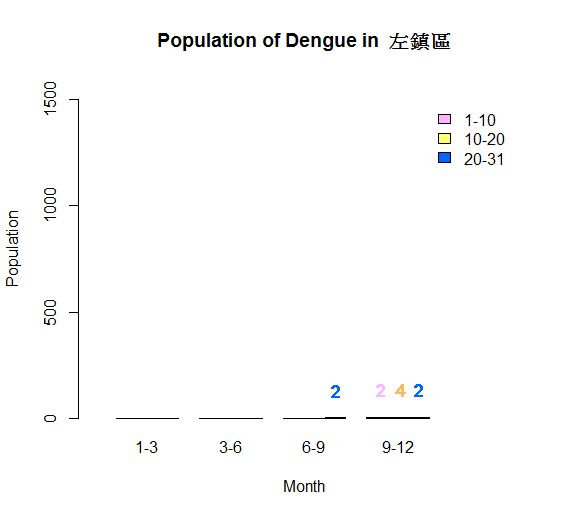 Population of Dengue in 左鎮區
1500
1000
500
0
Population
1-10
10-20
20-31
2
2 4 2
1-3 3-6 6-9 9-12
Month